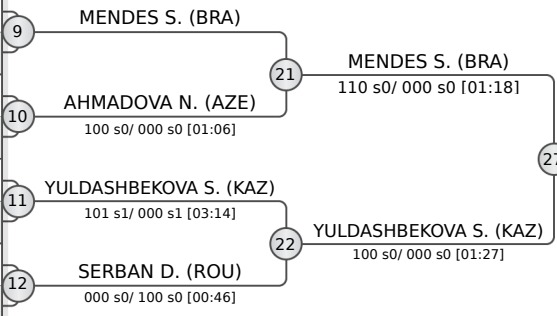 MENDES S. (BRA)
9
21
MENDES S. (BRA)
110 s0/ 000 s0 [01:18]
AHMADOVA N. (AZE)
10
100 s0/ 000 s0 [01:06]
27
YULDASHBEKOVA S. (KAZ)
11
101 s1/ 000 s1 [03:14]
22
YULDASHBEKOVA S. (KAZ)
100 s0/ 000 s0 [01:27]
SERBAN D. (ROU)
12
000 s0/ 100 s0 [00:46]